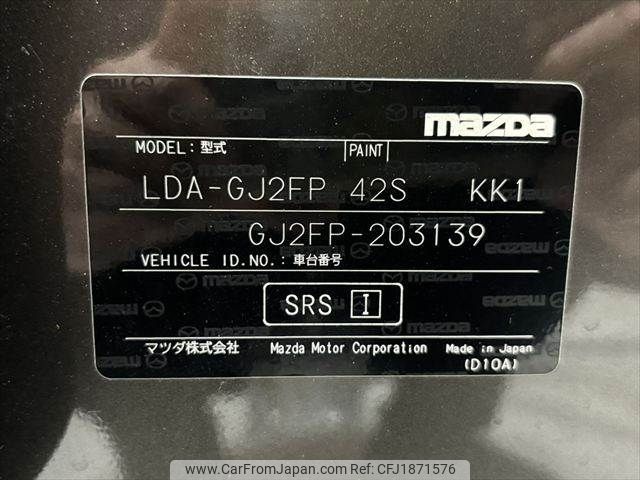 mazDa
MODEL：型式 PAINT
LDA-GJ2FP 42S KK1
GJ2FP-203139
VEHICLE ID.NO.：車台番号
SRS I
マツダ株式会社 Mazda Motor Corporation Made in Japan
(D10A)
www.CarFromJapan.com - CFJ1871576